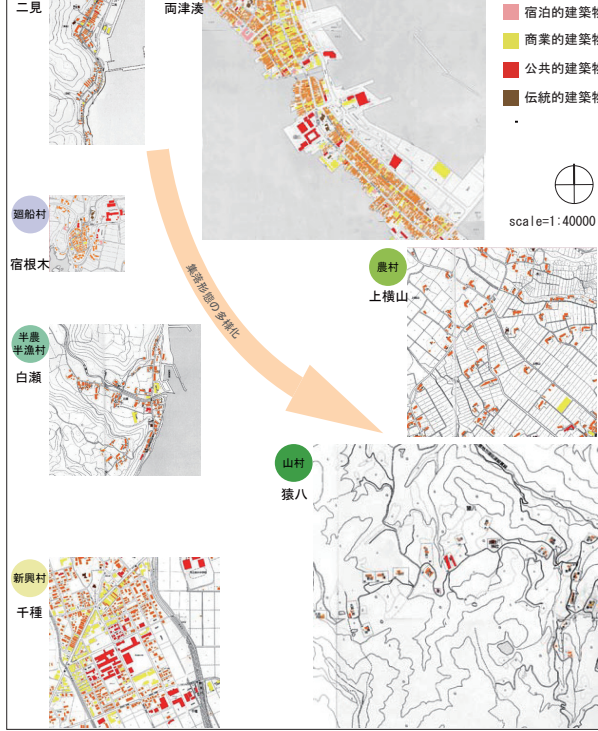 二見
両津湊
宿泊的建築物
商業的建築物
公共的建築物
伝統的建築物
scale=1:40000
廻船村
宿根木
集落形態の多様化
農村
上横山
半農
半漁村
白瀬
山村
猿八
新興村
千種